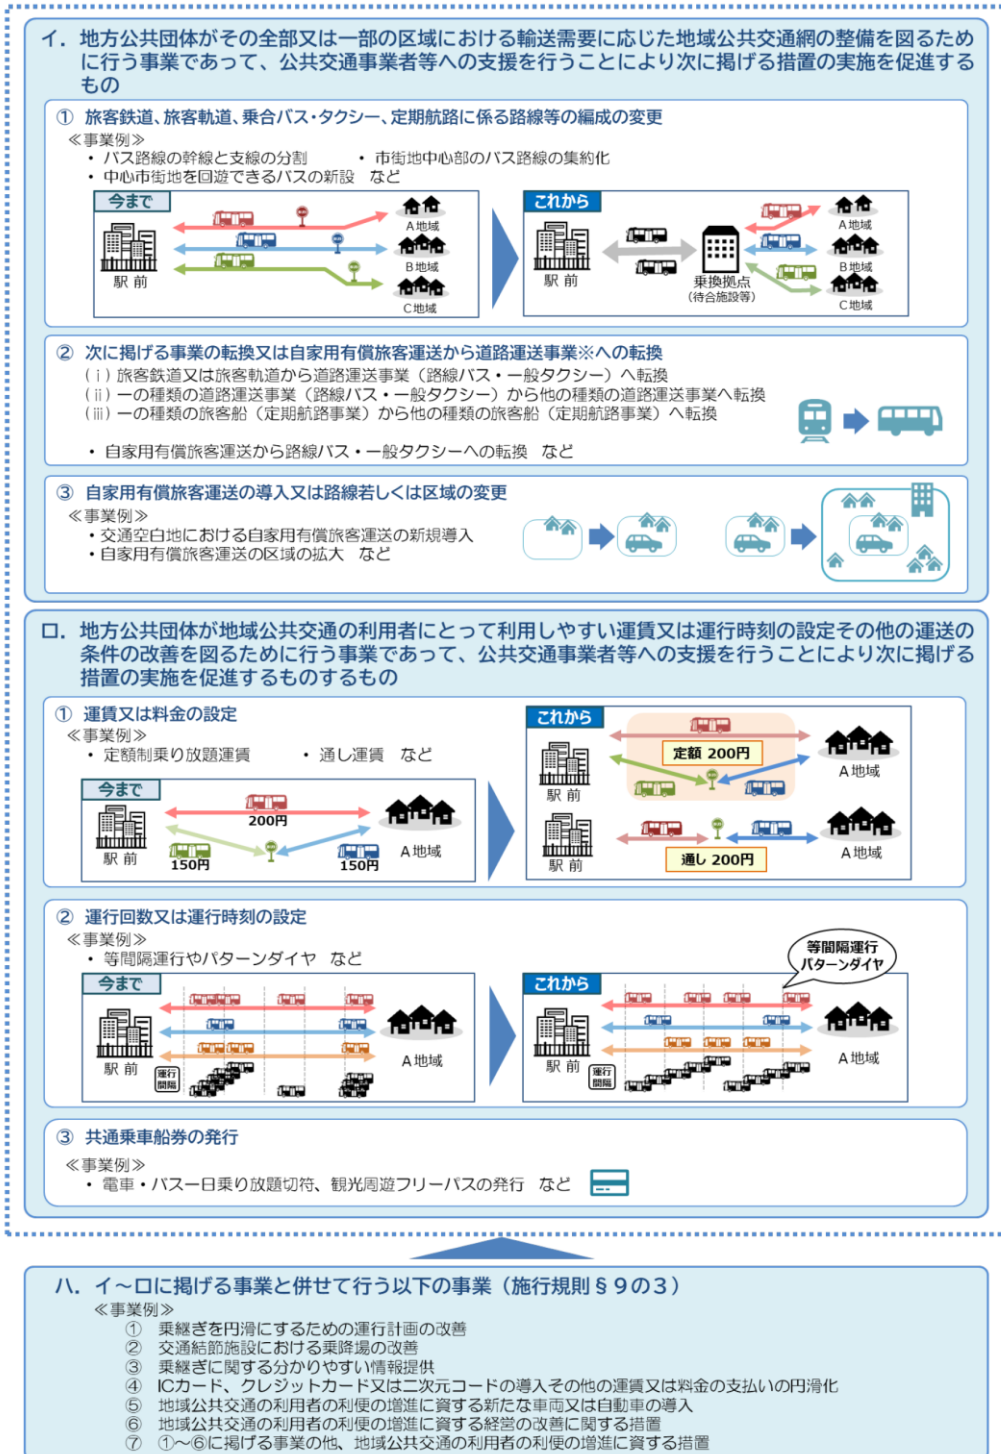 イ．地方公共団体がその全部又は一部の区域における輸送需要に応じた地域公共交通網の整備を図るため
に行う事業であって、公共交通事業者等への支援を行うことにより次に掲げる措置の実施を促進する
もの
① 旅客鉄道、旅客軌道、乗合バス・タクシー、定期航路に係る路線等の編成の変更
≪事業例≫
・ バス路線の幹線と支線の分割 ・ 市街地中心部のバス路線の集約化
・ 中心市街地を回遊できるバスの新設 など
今まで
駅 前
A地域
B地域
C地域
これから
駅 前
乗換拠点
(待合施設等)
A地域
B地域
C地域
② 次に掲げる事業の転換又は自家用有償旅客運送から道路運送事業※への転換
(ⅰ) 旅客鉄道又は旅客軌道から道路運送事業（路線バス・一般タクシー）へ転換
(ⅱ) 一の種類の道路運送事業（路線バス・一般タクシー）から他の種類の道路運送事業へ転換
(ⅲ) 一の種類の旅客船（定期航路事業）から他の種類の旅客船（定期航路事業）へ転換
・ 自家用有償旅客運送から路線バス・一般タクシーへの転換 など
③ 自家用有償旅客運送の導入又は路線若しくは区域の変更
≪事業例≫
・交通空白地における自家用有償旅客運送の新規導入
・自家用有償旅客運送の区域の拡大 など
ロ．地方公共団体が地域公共交通の利用者にとって利用しやすい運賃又は運行時刻の設定その他の運送の
条件の改善を図るために行う事業であって、公共交通事業者等への支援を行うことにより次に掲げる
措置の実施を促進するものするもの
① 運賃又は料金の設定
≪事業例≫
・ 定額制乗り放題運賃 ・ 通し運賃 など
今まで
駅 前
200円
150円
150円
A地域
これから
駅 前
定額 200円
A地域
駅 前
通し 200円
A地域
② 運行回数又は運行時刻の設定
≪事業例≫
・ 等間隔運行やパターンダイヤ など
今まで
駅 前
運行
間隔
A地域
これから
等間隔運行
パターンダイヤ
駅 前
運行
間隔
A地域
③ 共通乗車船券の発行
≪事業例≫
・ 電車・バス一日乗り放題切符、観光周遊フリーパスの発行 など
ハ．イ～ロに掲げる事業と併せて行う以下の事業（施行規則§９の３）
≪事業例≫
① 乗継ぎを円滑にするための運行計画の改善
② 交通結節施設における乗降場の改善
③ 乗継ぎに関する分かりやすい情報提供
④ ICカード、クレジットカード又は二次元コードの導入その他の運賃又は料金の支払いの円滑化
⑤ 地域公共交通の利用者の利便の増進に資する新たな車両又は自動車の導入
⑥ 地域公共交通の利用者の利便の増進に資する経営の改善に関する措置
⑦ ①～⑥に掲げる事業の他、地域公共交通の利用者の利便の増進に資する措置